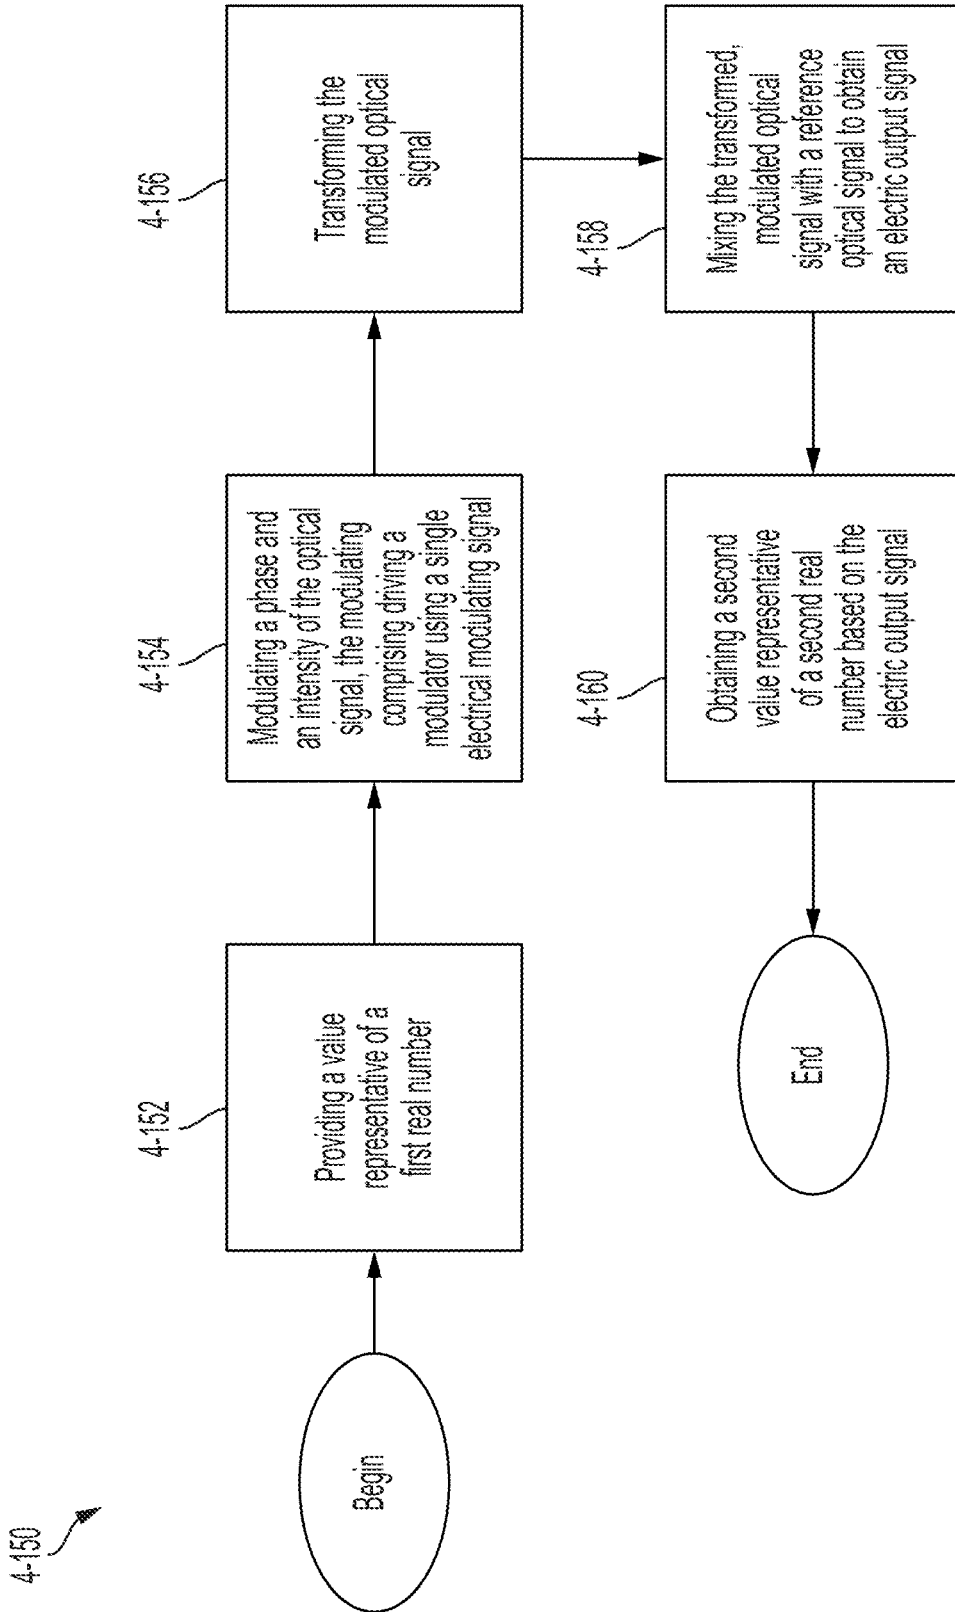 4-150
Begin
4-152
Providing a value
representative of a
first real number
4-154
Modulating a phase and
an intensity of the optical
signal, the modulating
comprising driving a
modulator using a single
electrical modulating signal
4-156
Transforming the
modulated optical
signal
4-158
Mixing the transformed,
modulated optical
signal with a reference
optical signal to obtain
an electric output signal
4-160
Obtaining a second
value representative
of a second real
number based on the
electric output signal
End